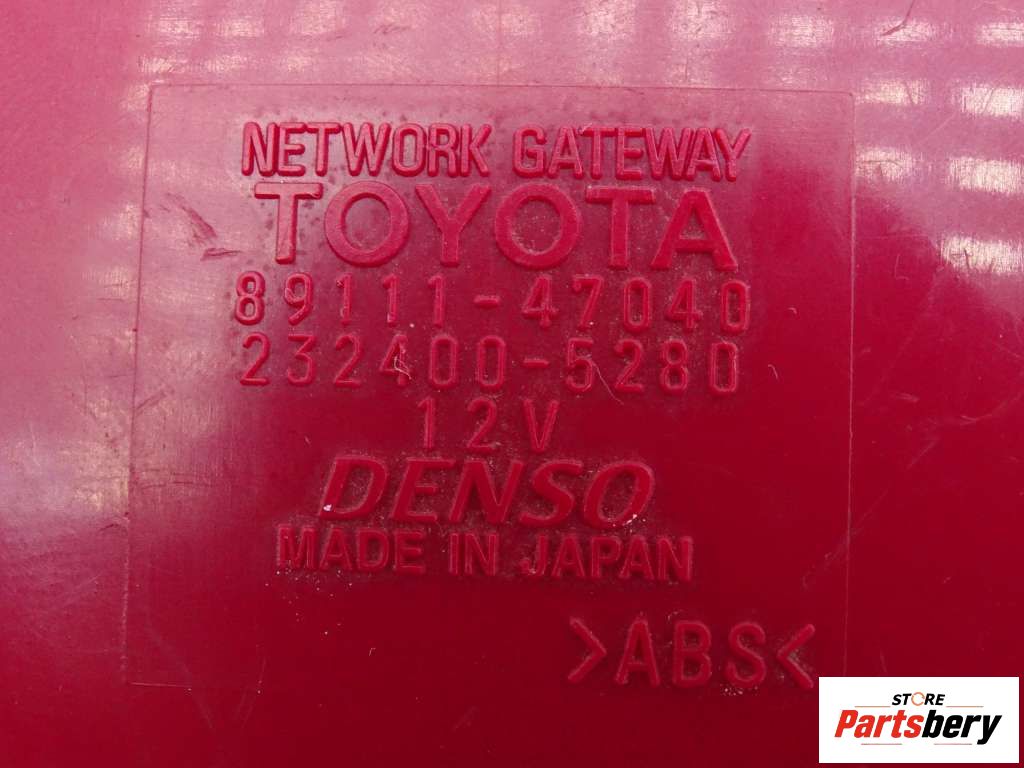 NETWORK GATEWAY
TOYOTA
89111-47040
232400-5280
12V
DENSO
MADE IN JAPAN
>ABS<
STORE
Partsbery